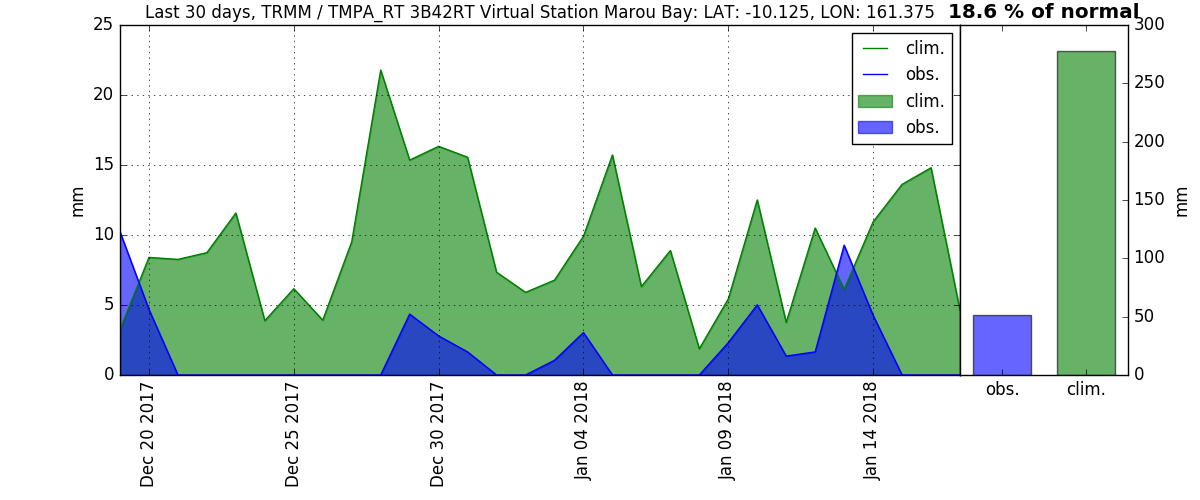 Last 30 days, TRMM / TMPA_RT 3B42RT Virtual Station Marou Bay: LAT: -10.125, LON: 161.375
18.6 % of normal
25
20
15
10
5
0
mm
clim.
obs.
clim.
obs.
300
250
200
150
100
50
0
mm
Dec 20 2017
Dec 25 2017
Dec 30 2017
Jan 04 2018
Jan 09 2018
Jan 14 2018
obs.
clim.